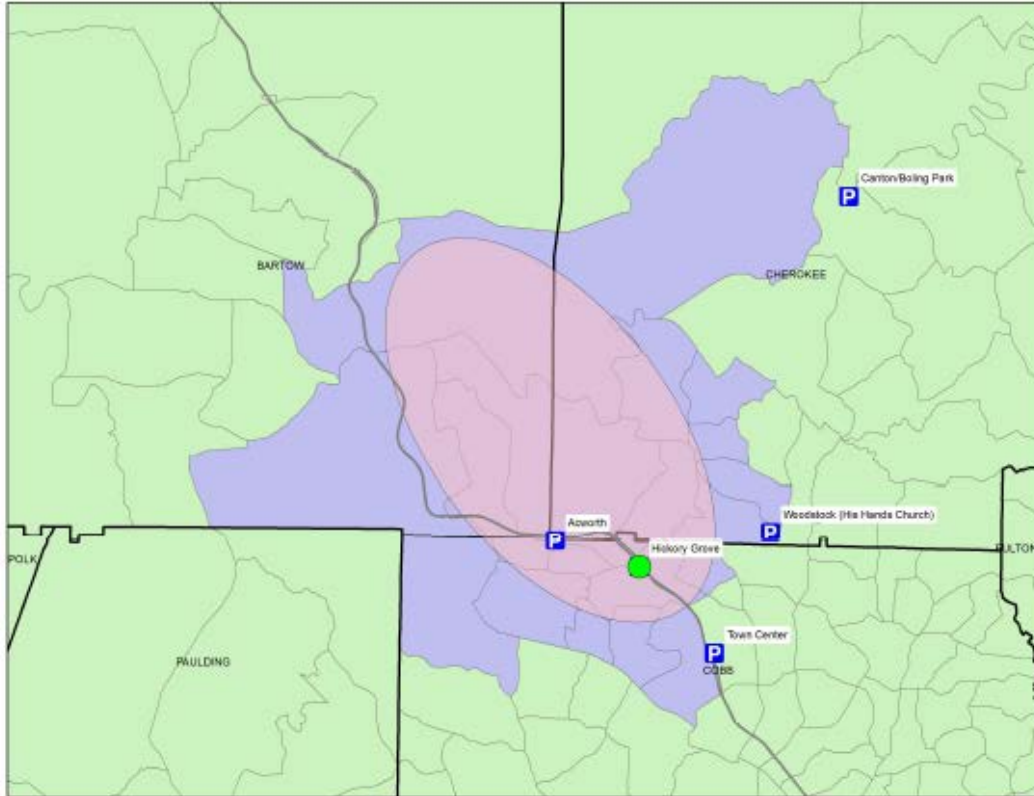 Canton/Boling Park
P
BARTOW
CHEROKEE
Acworth
P
Woodstock (His Hands Church)
P
Hickory Grove
POLK
FULTON
Town Center
P
PAULDING
COBB